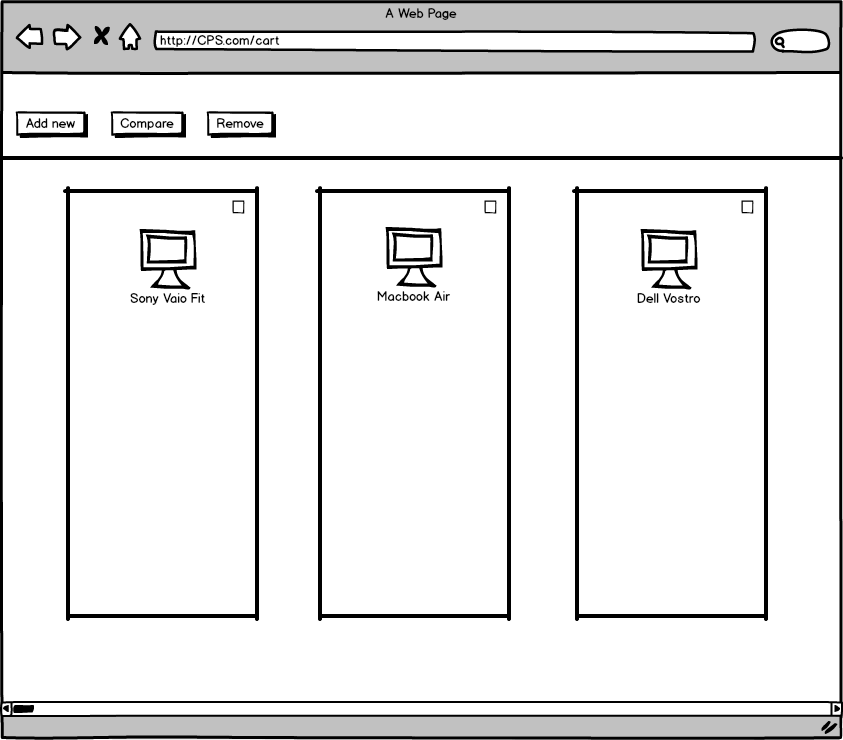 A Web Page
http://CPS.com/cart
Add new
Compare
Remove
Sony Vaio Fit
Macbook Air
Dell Vostro